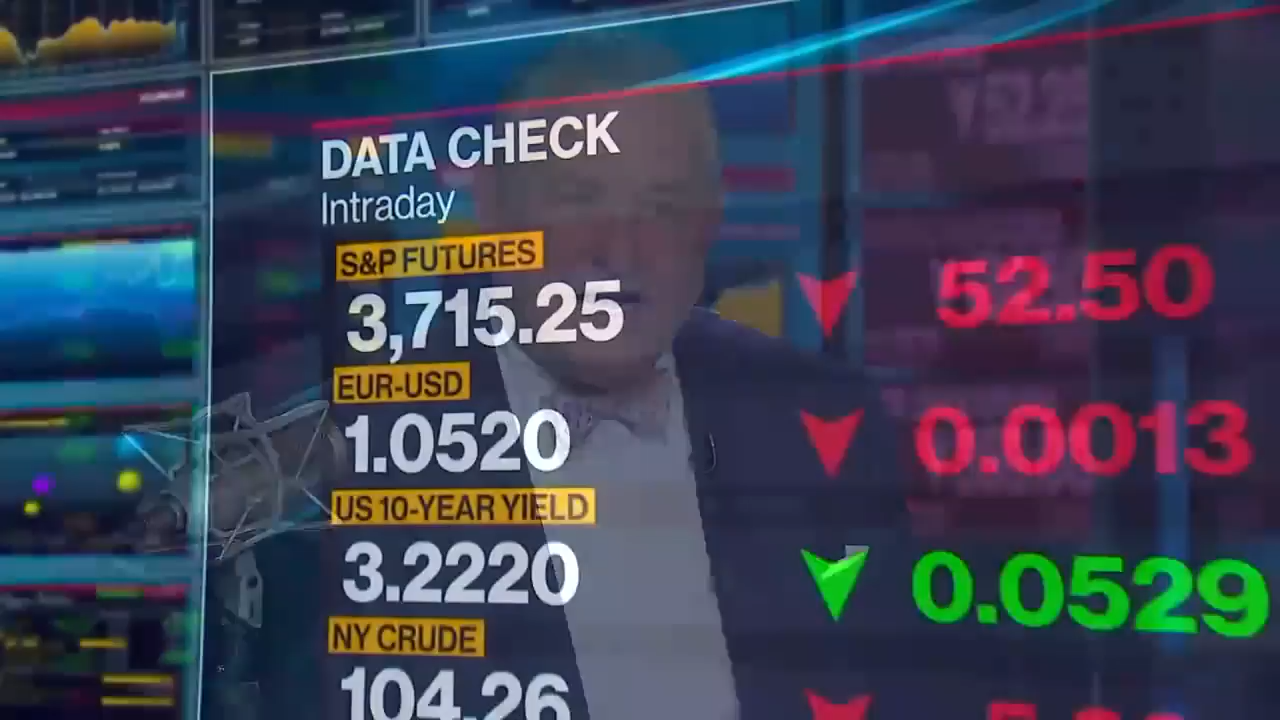 DATA CHECK
Intraday
S&P FUTURES
3,715.25 52.50
EUR-USD
1.0520 0.0013
US 10-YEAR YIELD
3.2220 0.0529
NY CRUDE
104.26